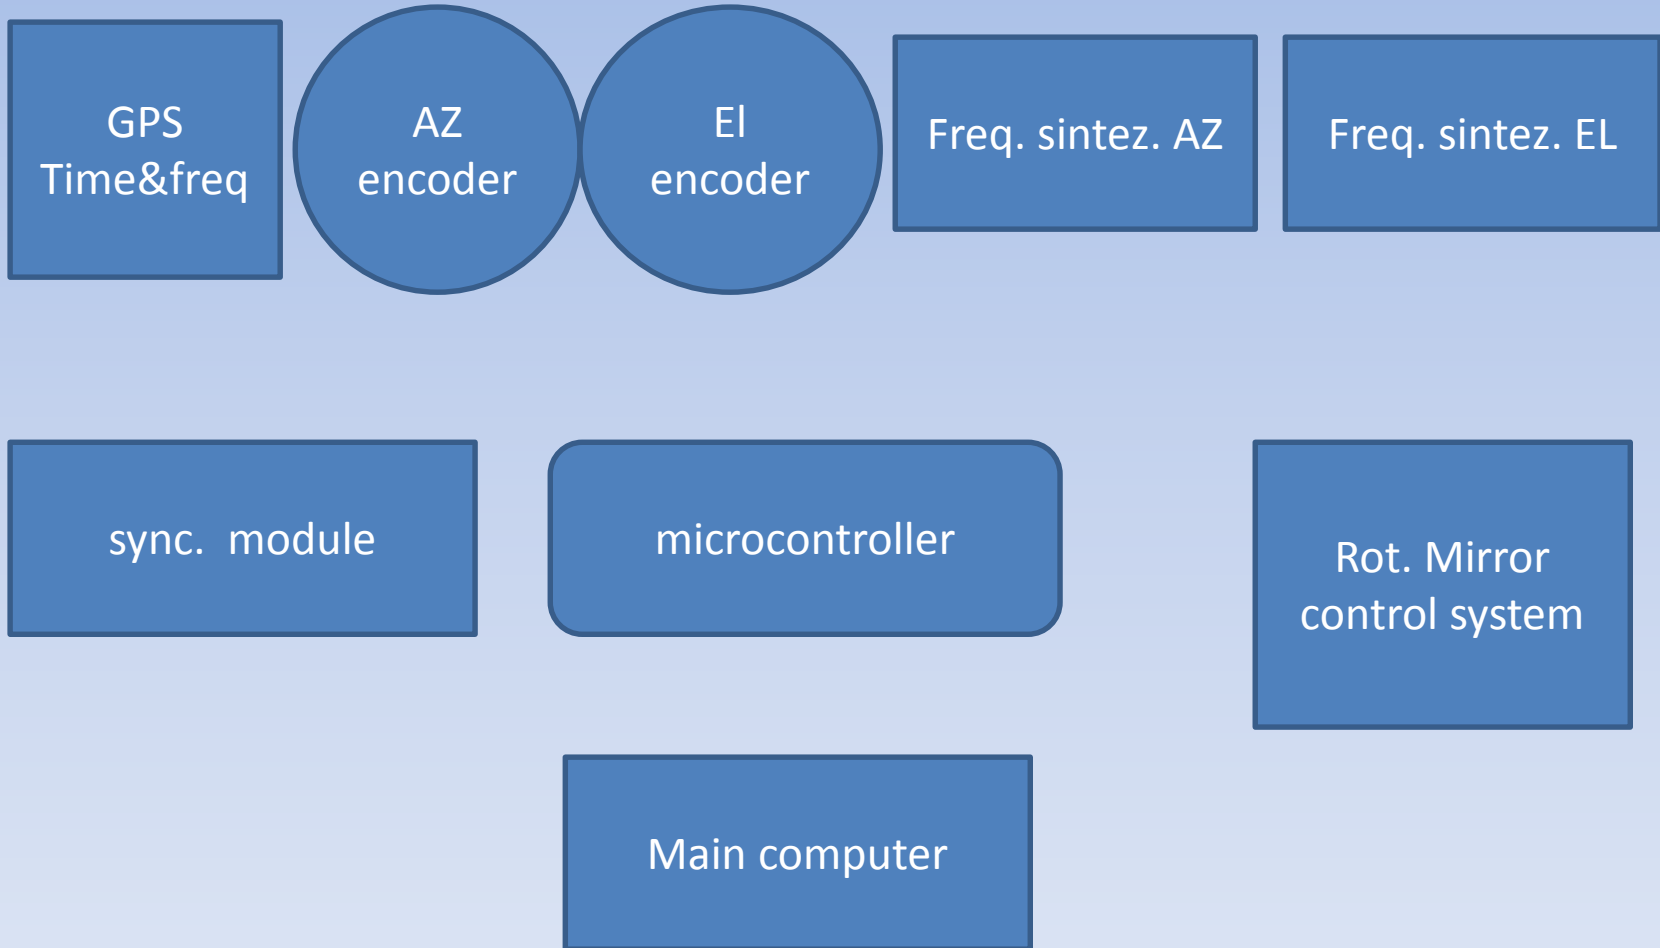 GPS
Time&freq
AZ
encoder
El
encoder
Freq. sintez. AZ
Freq. sintez. EL
sync.  module
microcontroller
Rot. Mirror
control system
Main computer